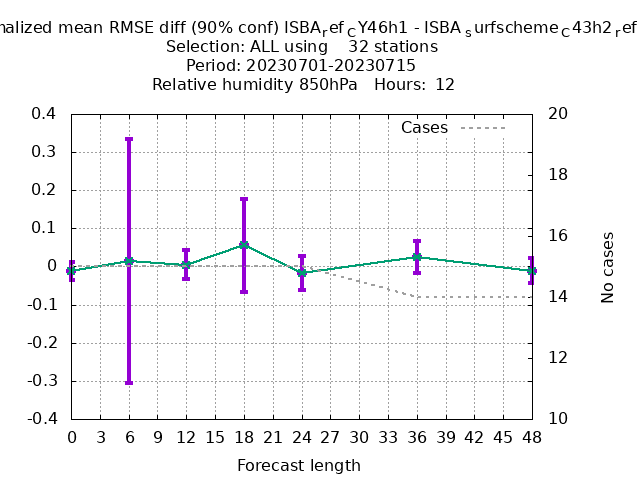 nalized mean RMSE diff (90% conf) ISBA_ref_CY46h1 - ISBA_surfscheme_C43h2_ref
Selection: ALL using    32 stations
Period: 20230701-20230715
Relative humidity 850hPa   Hours:  12
0.4
0.3
0.2
0.1
0
-0.1
-0.2
-0.3
-0.4
20
18
16
14
12
10
Cases
No cases
0 3 6 9 12 15 18 21 24 27 30 33 36 39 42 45 48
Forecast length